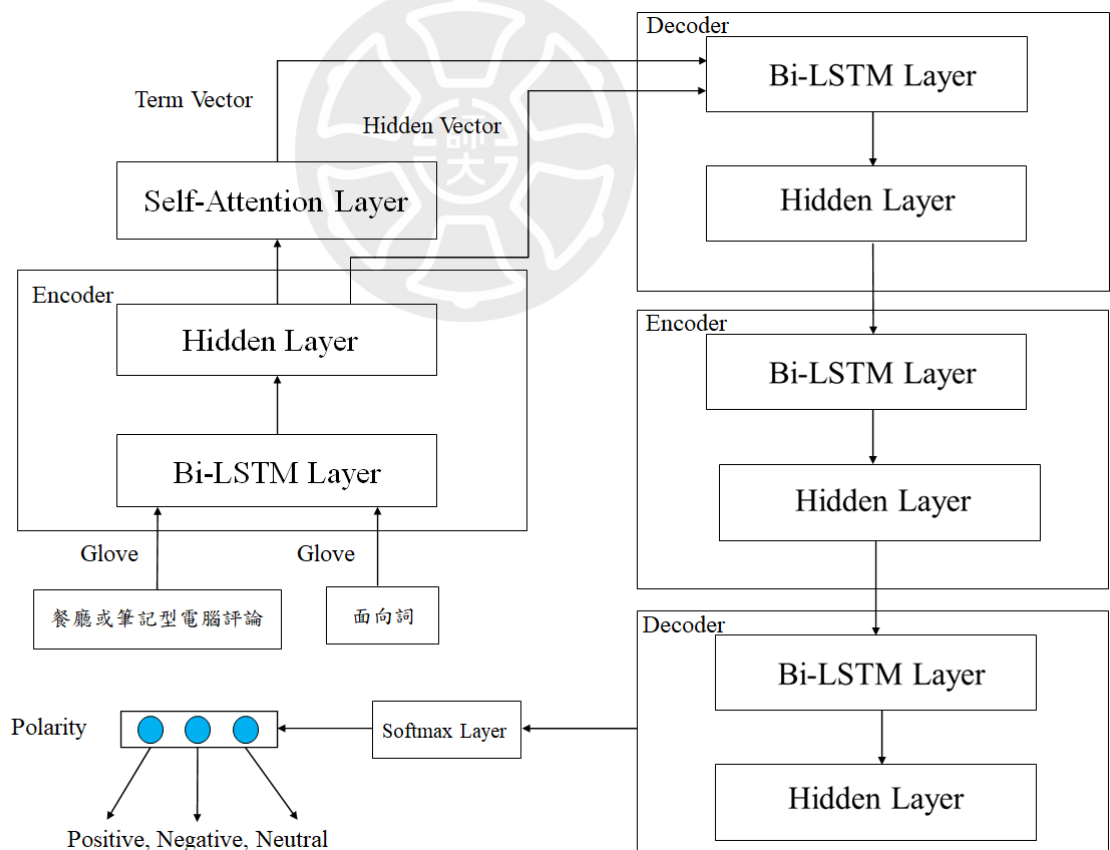 Decoder
Bi-LSTM Layer
Term Vector
Hidden Vector
師大
Self-Attention Layer
Hidden Layer
Encoder
Hidden Layer
Encoder
Bi-LSTM Layer
Bi-LSTM Layer
Hidden Layer
Glove
Glove
餐廳或筆記型電腦評論
面向詞
Decoder
Bi-LSTM Layer
Polarity
Softmax Layer
Hidden Layer
Positive, Negative, Neutral